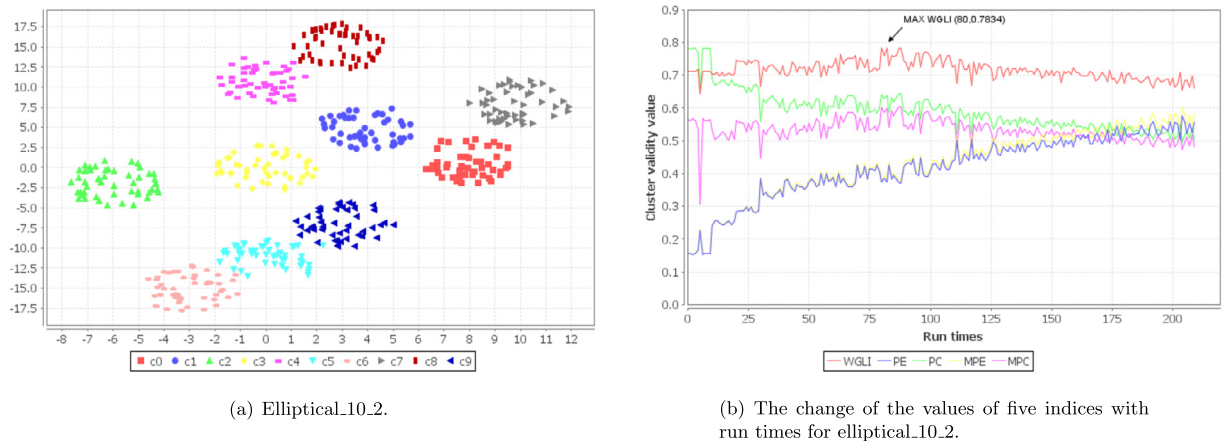 17.5
15.0
12.5
10.0
7.5
5.0
2.5
0.0
-2.5
-5.0
-7.5
-10.0
-12.5
-15.0
-17.5
-8 -7 -6 -5 -4 -3 -2 -1 0 1 2 3 4 5 6 7 8 9 10 11 12
c0 c1 c2 c3 c4 c5 c6 c7 c8 c9
(a) Elliptical_10_2.
Cluster validity value
0.9
0.8
0.7
0.6
0.5
0.4
0.3
0.2
0.1
0.0
MAX WGLI (80,0.7834)
0 25 50 75 100 125 150 175 200
Run times
WGLI PE PC MPE MPC
(b) The change of the values of five indices with
run times for elliptical_10_2.